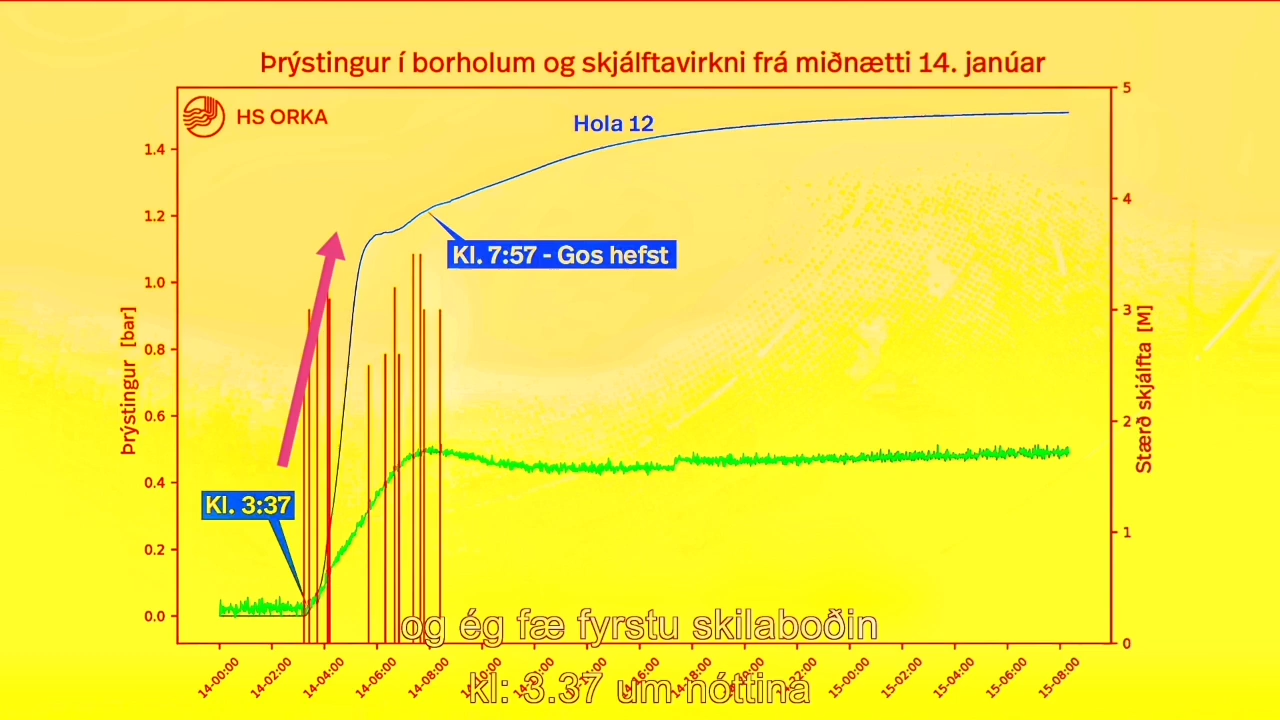 Þrýstingur í borholum og skjálftavirkni frá miðnætti 14. janúar
HS ORKA
Hola 12
Kl. 7:57 - Gos hefst
Kl. 3:37
Þrýstingur [bar]
1.4
1.2
1.0
0.8
0.6
0.4
0.2
0.0
Stærð skjálfta [M]
5
4
3
2
1
0
14-00:00
14-02:00
14-04:00
14-06:00
14-08:00
14-16:00
14-18:00
15-00:00
15-02:00
15-04:00
15-06:00
15-08:00
og ég fæ fyrstu skilaboðin
kl: 3.37 um nóttina